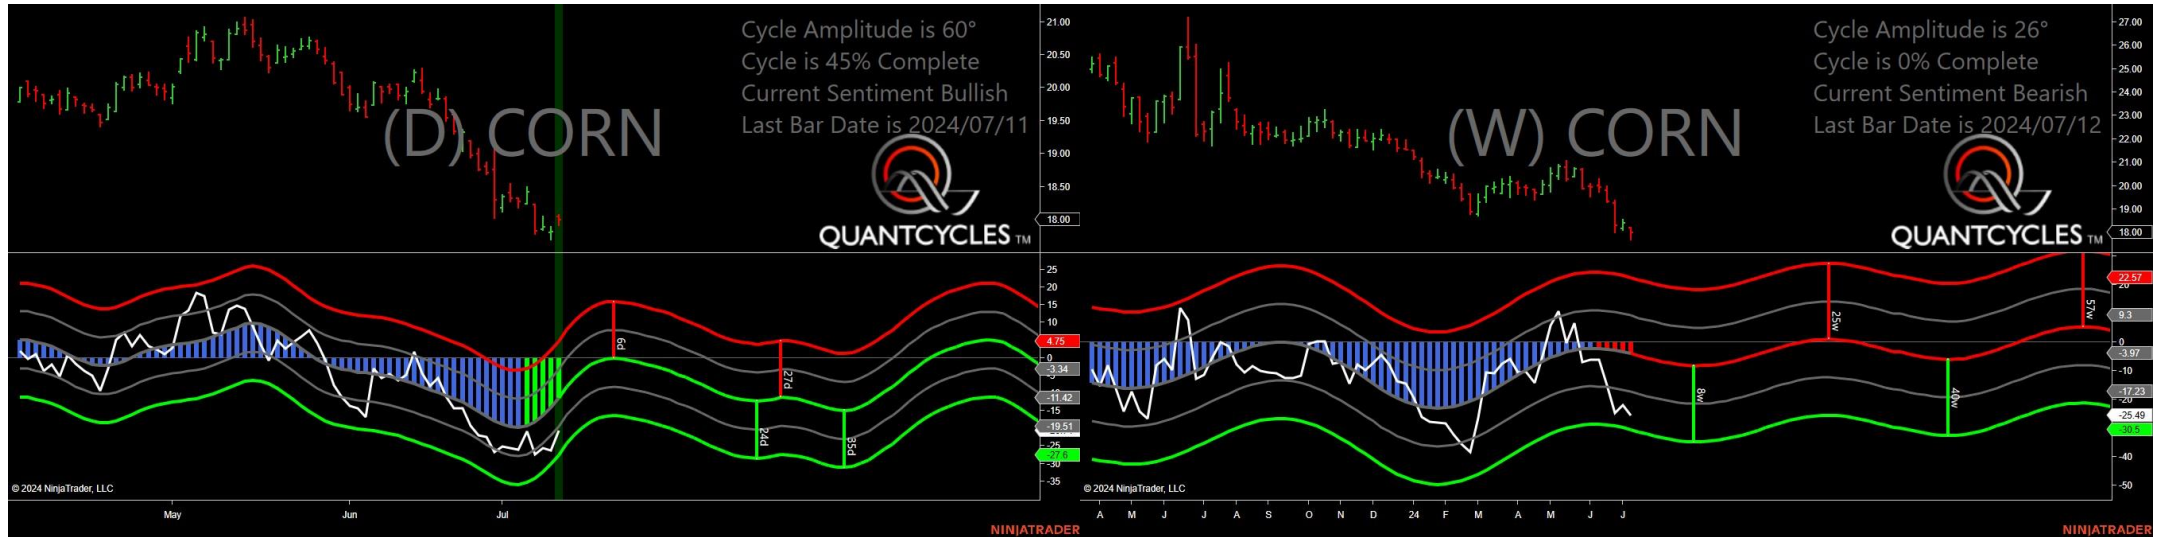 Cycle Amplitude is 60°
Cycle is 45% Complete
Current Sentiment Bullish
Last Bar Date is 2024/07/11
(D) CORN
QUANTCYCLES TM
21.00
20.50
20.00
19.50
19.00
18.50
18.00
25
20
15
10
4.75
0
-3.34
-11.42
-15
-19.51
-25
-27.6
-30
-35
6d
27d
24d
35d
© 2024 NinjaTrader, LLC
May Jun Jul
NINJATRADER
Cycle Amplitude is 26°
Cycle is 0% Complete
Current Sentiment Bearish
Last Bar Date is 2024/07/12
(W) CORN
QUANTCYCLES TM
27.00
26.00
25.00
24.00
23.00
22.00
21.00
20.00
19.00
18.00
22.57
20
9.3
0
-3.97
-10
-17.23
-25.49
-30.5
-40
-50
25w
57w
8w
40w
© 2024 NinjaTrader, LLC
A M J J A S O N D 24 F M A M J J
NINJATRADER